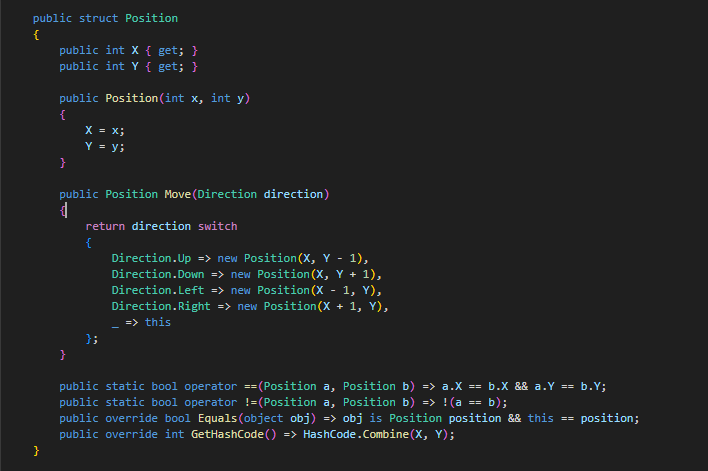 public struct Position
{
    public int X { get; }
    public int Y { get; }

    public Position(int x, int y)
    {
        X = x;
        Y = y;
    }

    public Position Move(Direction direction)
    {
        return direction switch
        {
            Direction.Up => new Position(X, Y - 1),
            Direction.Down => new Position(X, Y + 1),
            Direction.Left => new Position(X - 1, Y),
            Direction.Right => new Position(X + 1, Y),
            _ => this
        };
    }

    public static bool operator ==(Position a, Position b) => a.X == b.X && a.Y == b.Y;
    public static bool operator !=(Position a, Position b) => !(a == b);
    public override bool Equals(object obj) => obj is Position position && this == position;
    public override int GetHashCode() => HashCode.Combine(X, Y);
}